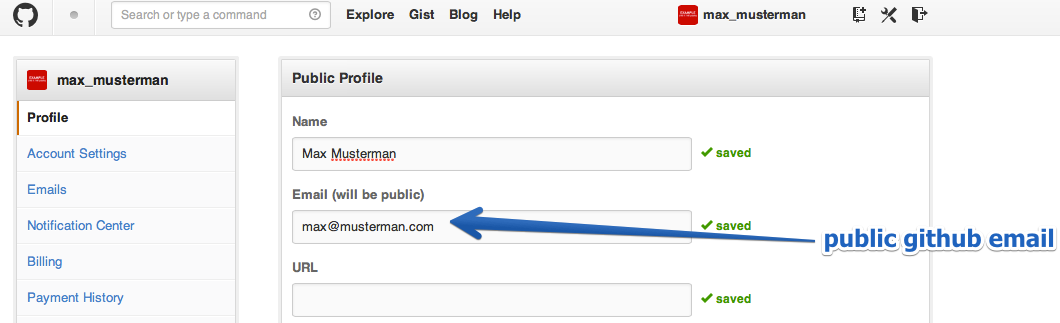 Search or type a command
Explore Gist Blog Help
max_musterman
max_musterman
Profile
Account Settings
Emails
Notification Center
Billing
Payment History
Public Profile
Name
Max Musterman
saved
Email (will be public)
max@musterman.com
saved
public github email
URL
saved